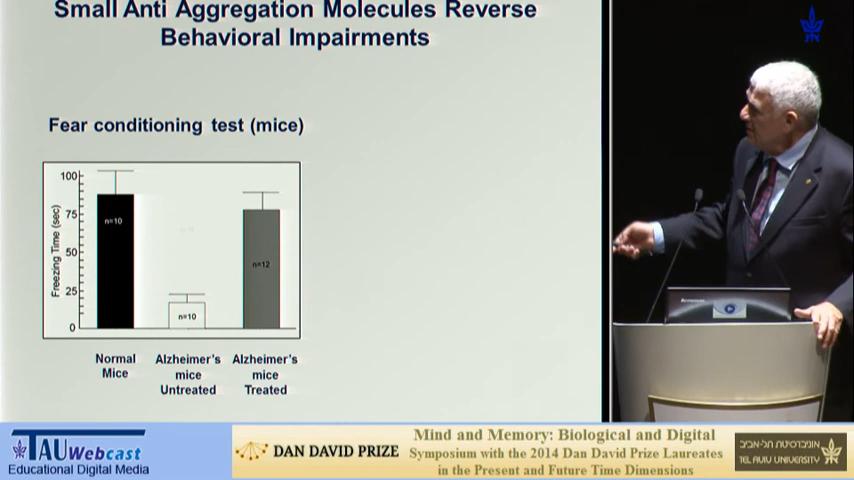 Small Anti Aggregation Molecules Reverse
Behavioral Impairments
Fear conditioning test (mice)
Freezing Time (sec)
100
75
50
25
0
n=10
n=10
n=12
Normal
Mice
Alzheimer's
mice
Untreated
Alzheimer's
mice
Treated
TAU Webcast
Educational Digital Media
DAN DAVID PRIZE
Mind and Memory: Biological and Digital
Symposium with the 2014 Dan David Prize Laureates
in the Present and Future Time Dimensions
אוניברסיטת תל-אביב
TEL AVIV UNIVERSITY